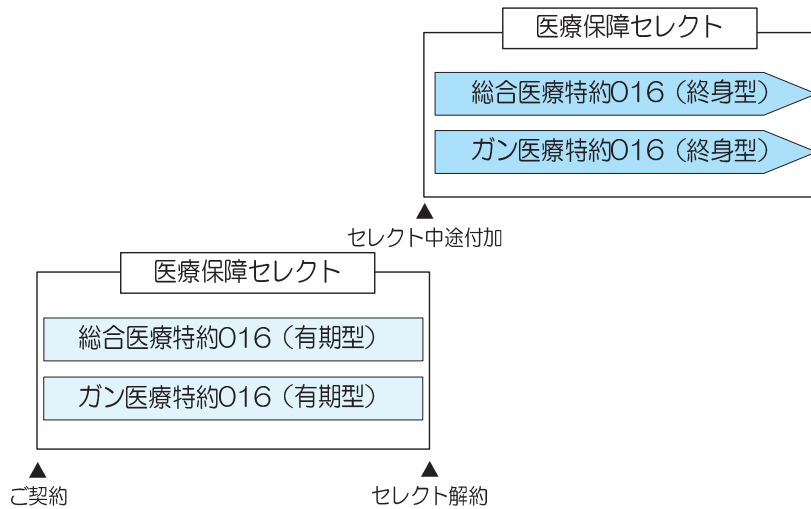 医療保障セレクト
総合医療特約016（終身型）
ガン医療特約016（終身型）
セレクト中途付加
医療保障セレクト
総合医療特約016（有期型）
ガン医療特約016（有期型）
ご契約
セレクト解約